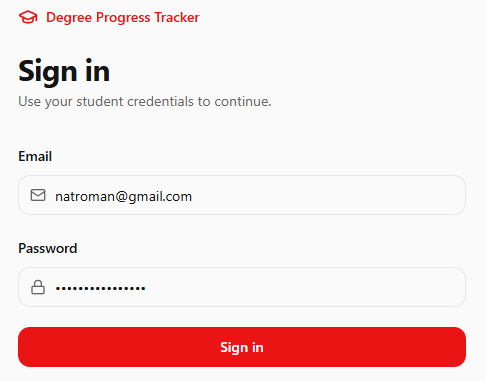 Degree Progress Tracker
Sign in
Use your student credentials to continue.
Email
natroman@gmail.com
Password
••••••••••••••••
Sign in